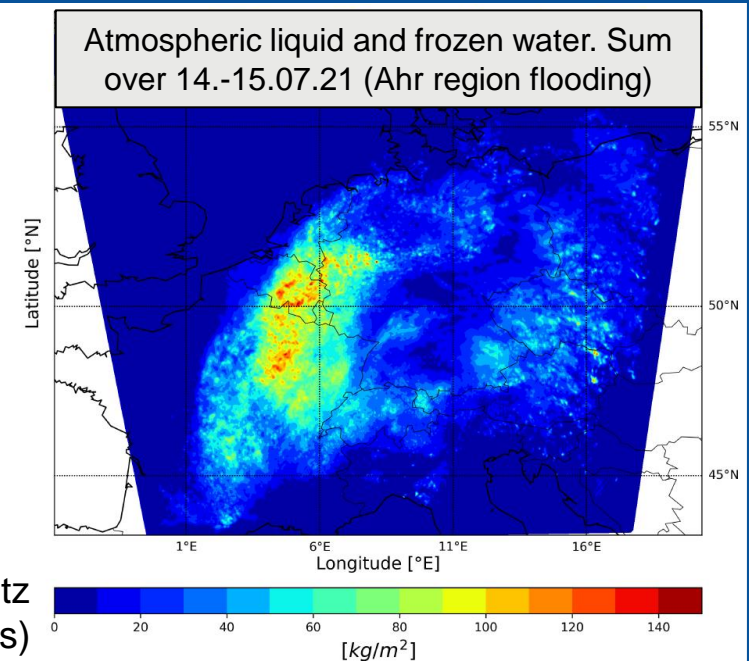 Atmospheric liquid and frozen water. Sum
over 14.-15.07.21 (Ahr region flooding)
55°N
50°N
45°N
Latitude [°N]
1°E 6°E 11°E 16°E
Longitude [°E]
tz
s)
0 20 40 60 80 100 120 140
[kg/m²]